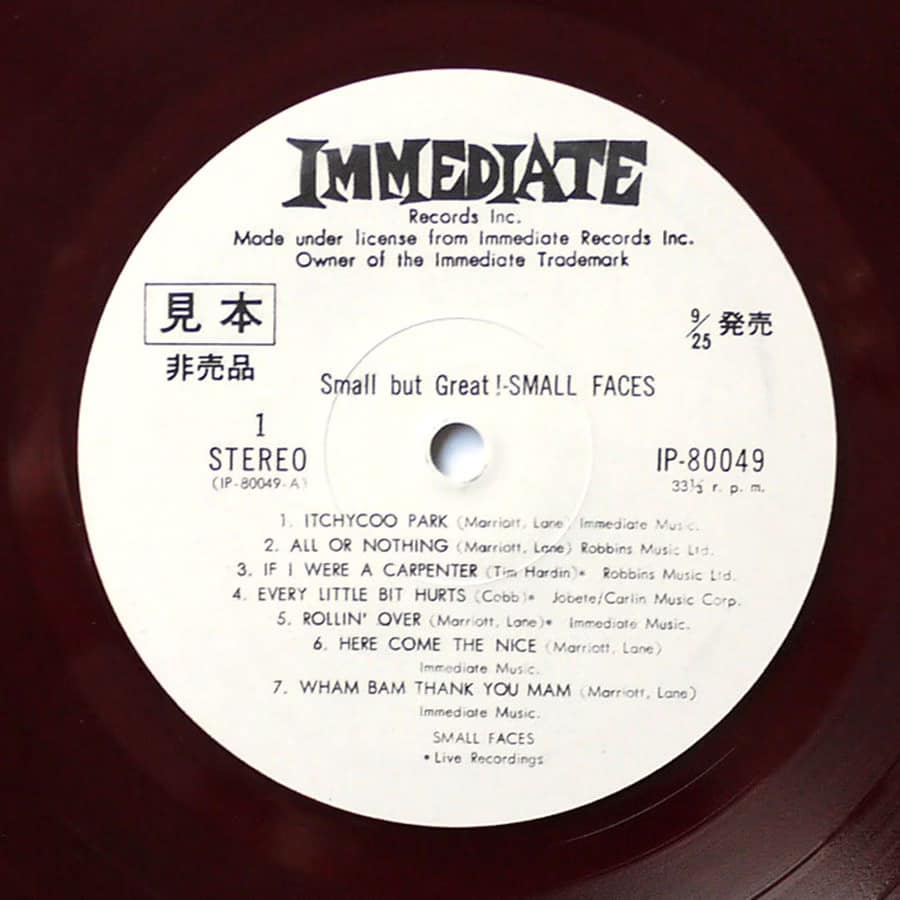 IMMEDIATE
Records Inc.
Made under license from Immediate Records Inc.
Owner of the Immediate Trademark
見本
非売品
9/25 発売
Small but Great!-SMALL FACES
1
STEREO
(IP-80049-A)
IP-80049
33⅓ r. p. m.
1. ITCHYCOO PARK (Marriott, Lane) Immediate Music.
2. ALL OR NOTHING (Marriott, Lane) Robbins Music Ltd.
3. IF I WERE A CARPENTER (Tim Hardin)* Robbins Music Ltd.
4. EVERY LITTLE BIT HURTS (Cobb)* Jobete/Carlin Music Corp.
5. ROLLIN' OVER (Marriott, Lane)* Immediate Music.
6. HERE COME THE NICE (Marriott, Lane)
Immediate Music.
7. WHAM BAM THANK YOU MAM (Marriott, Lane)
Immediate Music.
SMALL FACES
*Live Recordings